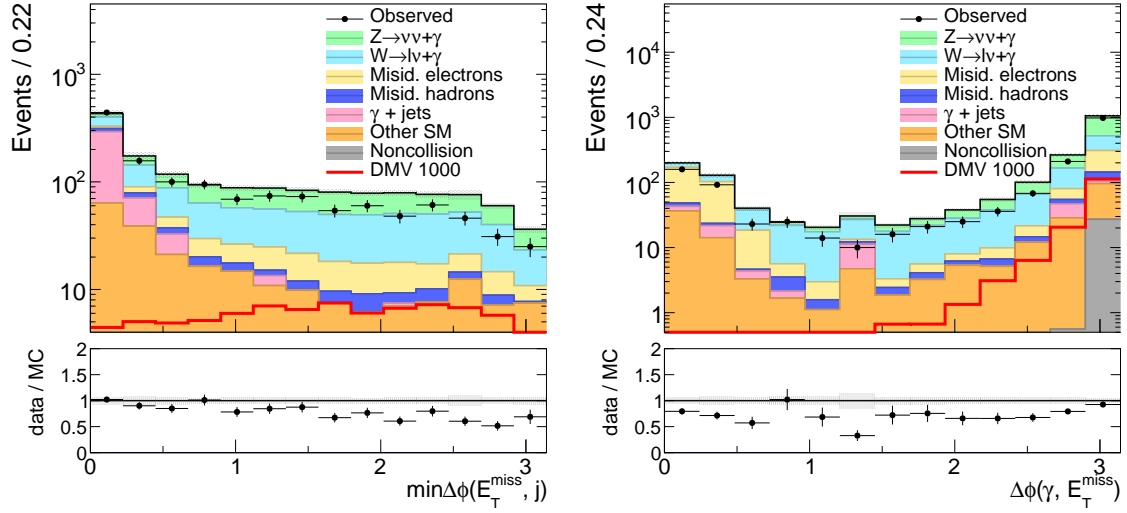 Events / 0.22
10³
10²
10
Observed
Z→νν+γ
W→lν+γ
Misid. electrons
Misid. hadrons
γ + jets
Other SM
Noncollision
DMV 1000
data / MC
2
1.5
1
0.5
0
0 1 2 3
minΔϕ(E_T^miss, j)
Events / 0.24
10⁴
10³
10²
10
1
Observed
Z→νν+γ
W→lν+γ
Misid. electrons
Misid. hadrons
γ + jets
Other SM
Noncollision
DMV 1000
data / MC
2
1.5
1
0.5
0
0 1 2 3
Δϕ(γ, E_T^miss)